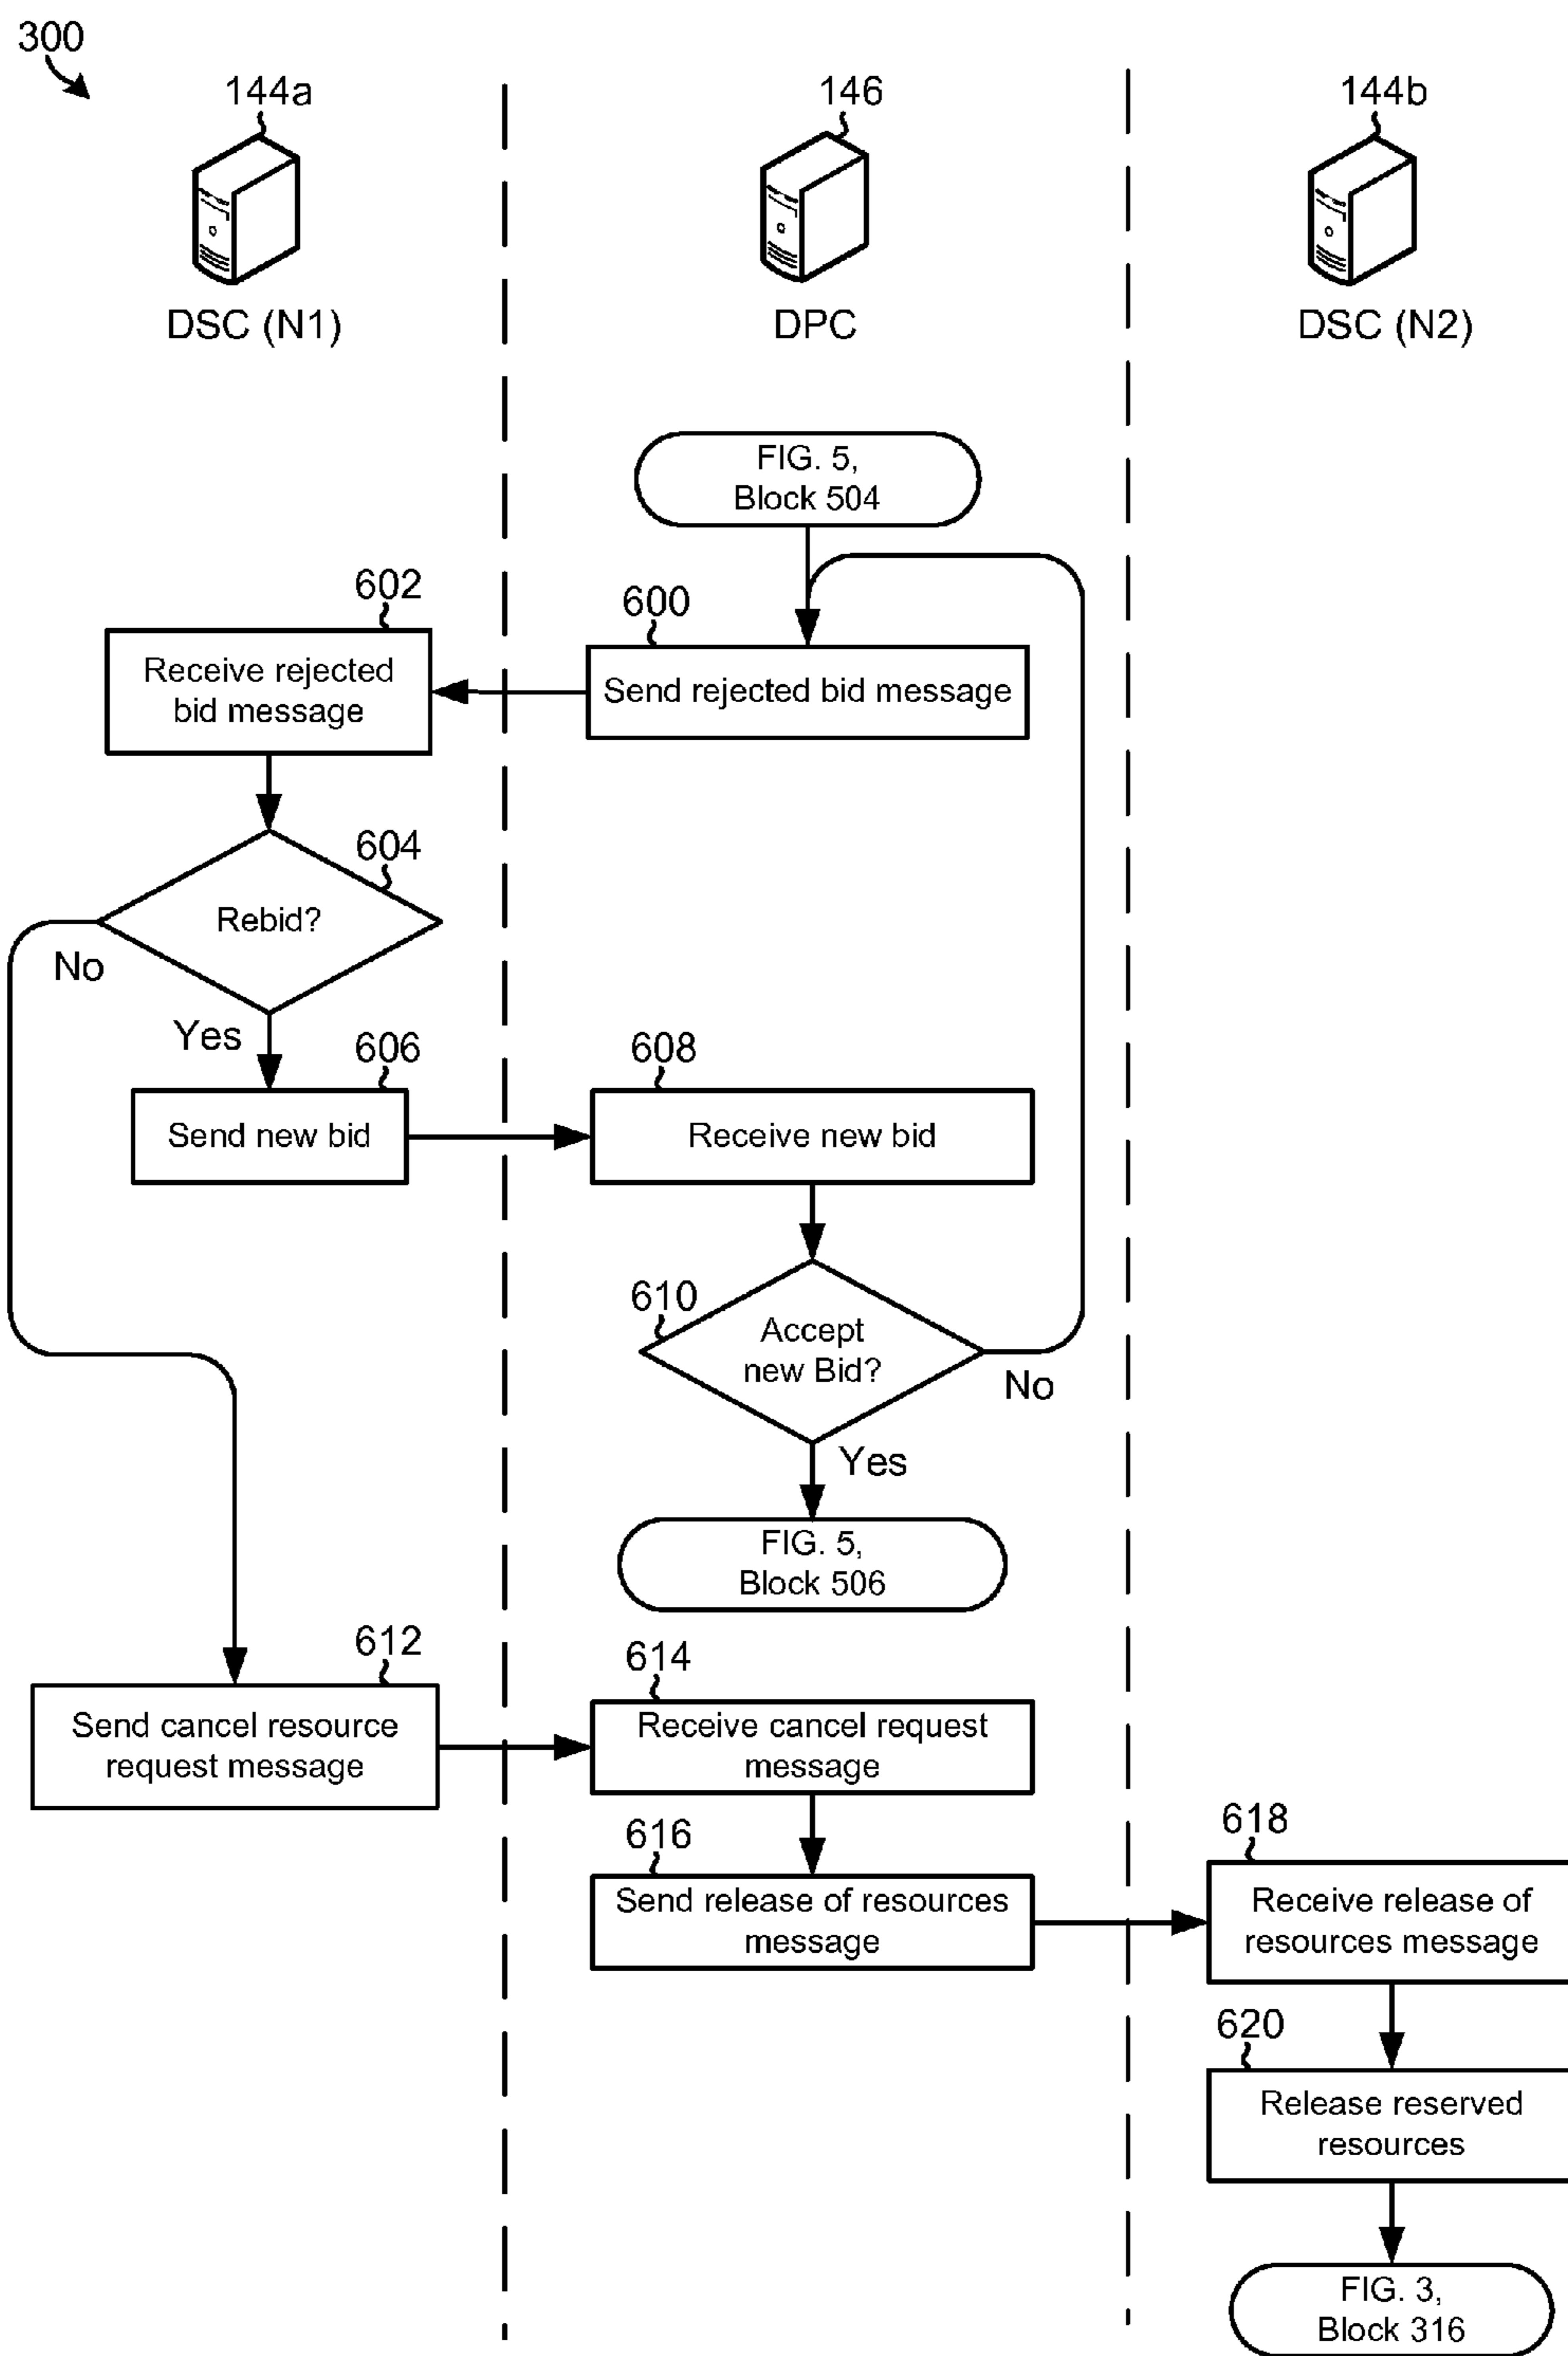 300
144a
146
144b
DSC (N1)
DPC
DSC (N2)
FIG. 5,
Block 504
602
600
Receive rejected
bid message
Send rejected bid message
604
Rebid?
No
Yes
606
608
Send new bid
Receive new bid
610
Accept
new Bid?
No
Yes
FIG. 5,
Block 506
612
614
Send cancel resource
request message
Receive cancel request
message
616
618
Send release of resources
message
Receive release of
resources message
620
Release reserved
resources
FIG. 3,
Block 316